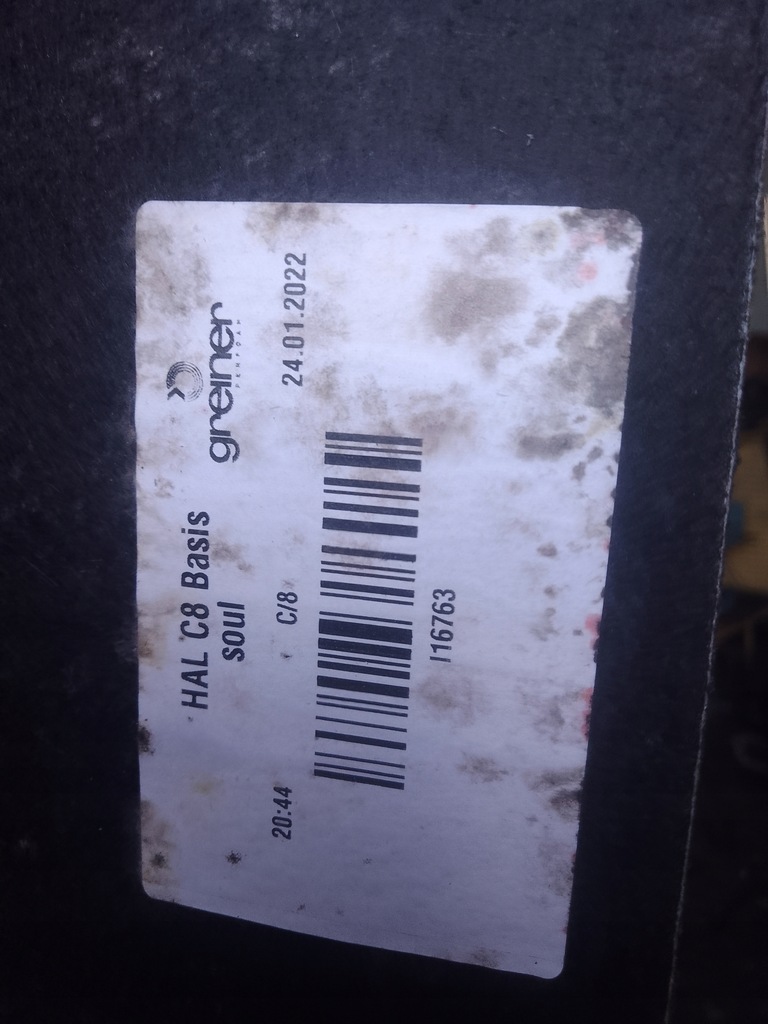 HAL C8 Basis
soul
greiner
20:44 C/8 24.01.2022
I16763